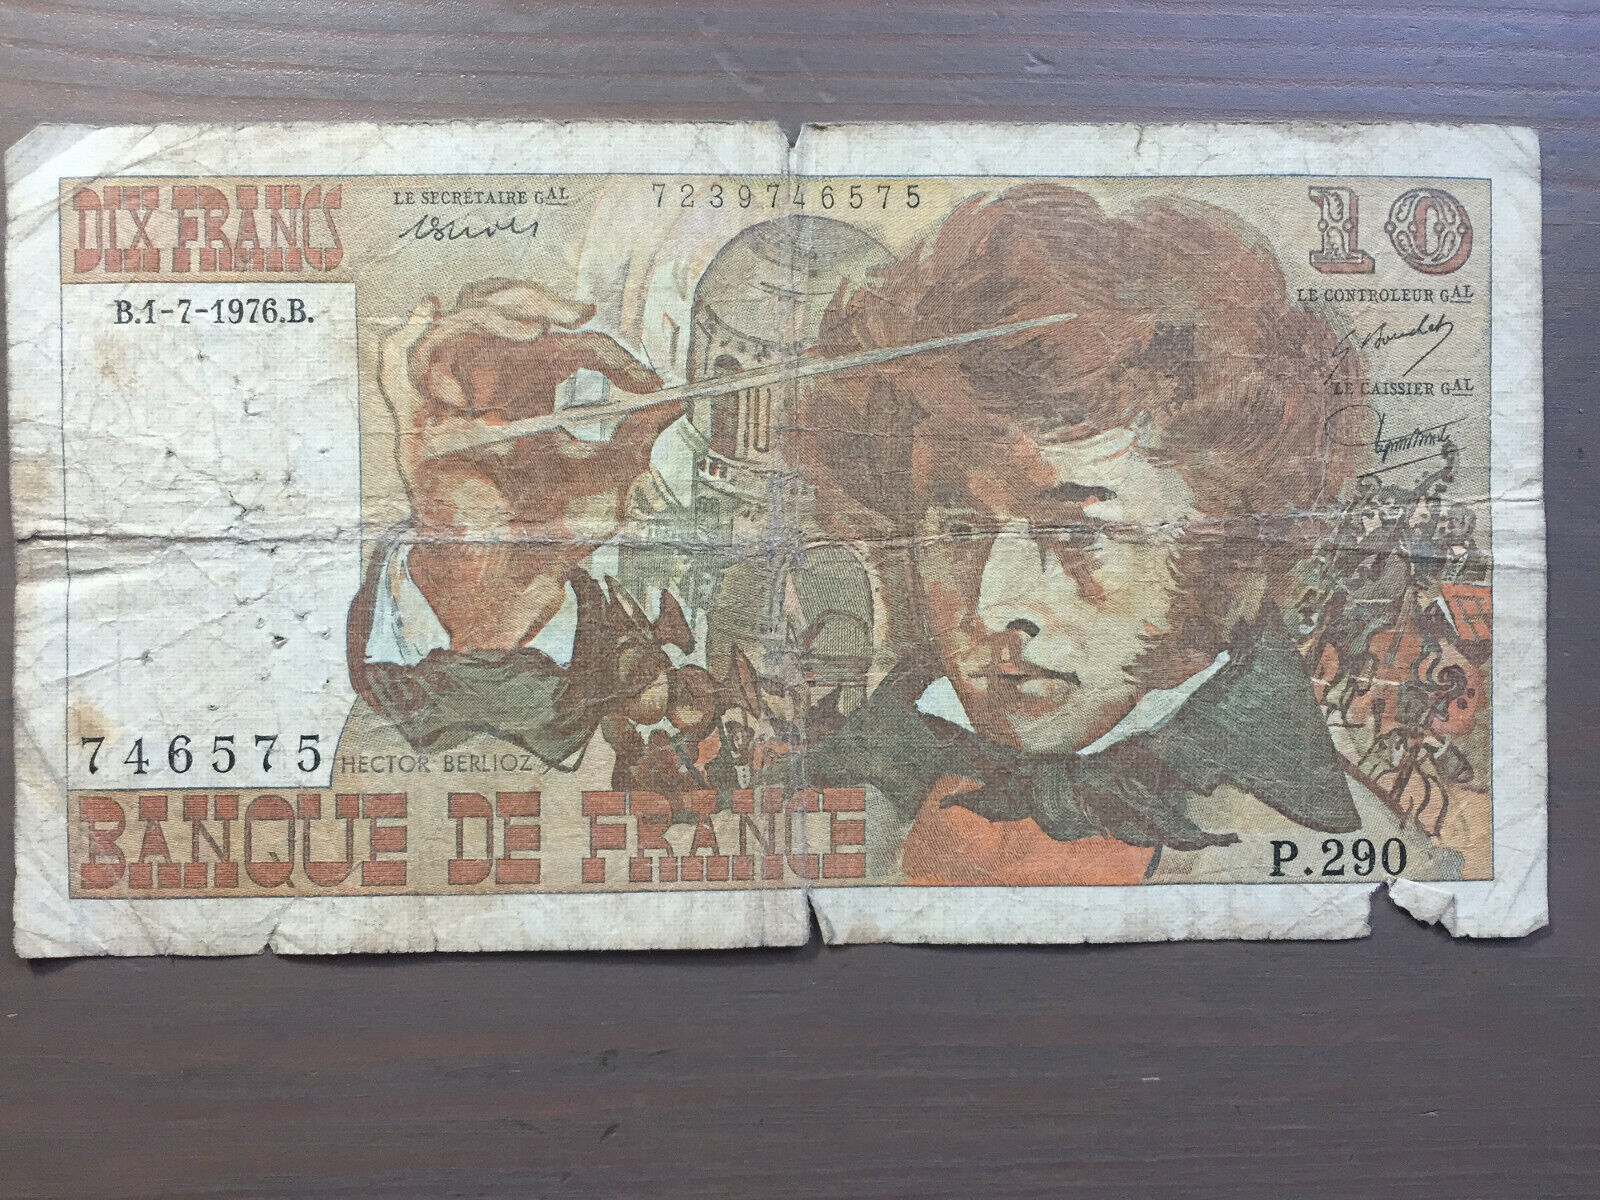 DIX FRANCS
LE SECRÉTAIRE GAL
7239746575
10
B.1-7-1976.B.
LE CONTROLEUR GAL
LE CAISSIER GAL
746575
HECTOR BERLIOZ
BANQUE DE FRANCE
P.290